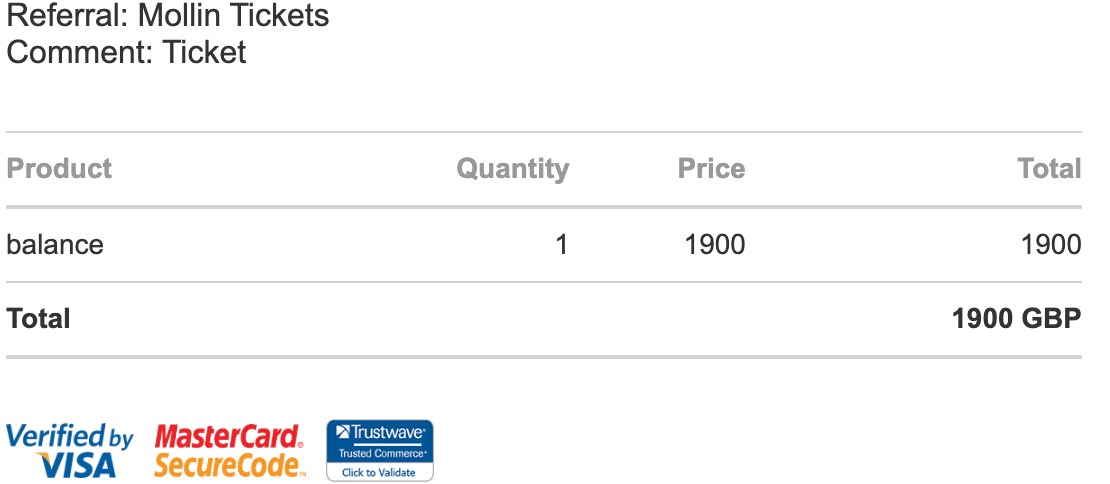 Referral: Mollin Tickets
Comment: Ticket
Product Quantity Price Total
balance 1 1900 1900
Total 1900 GBP
Verified by VISA
MasterCard SecureCode
Trustwave
Trusted Commerce
Click to Validate